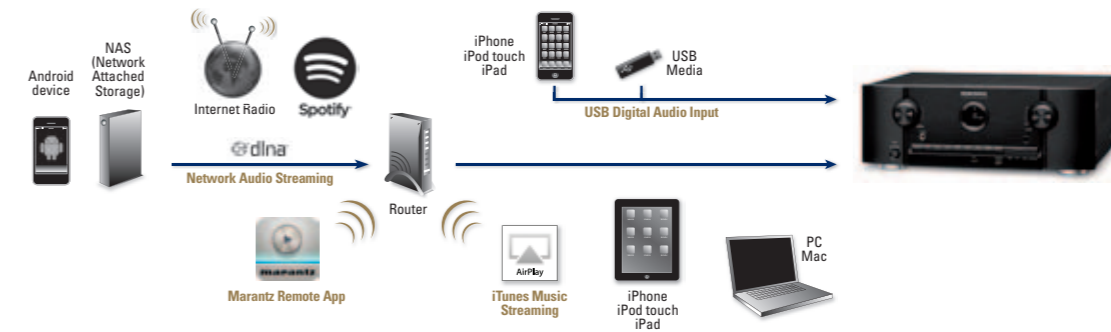 Android
device
NAS
(Network
Attached
Storage)
Internet Radio
Spotify
iPhone
iPod touch
iPad
USB
Media
USB Digital Audio Input
dlna
Network Audio Streaming
Router
marantz
Marantz Remote App
AirPlay
iTunes Music
Streaming
iPhone
iPod touch
iPad
PC
Mac